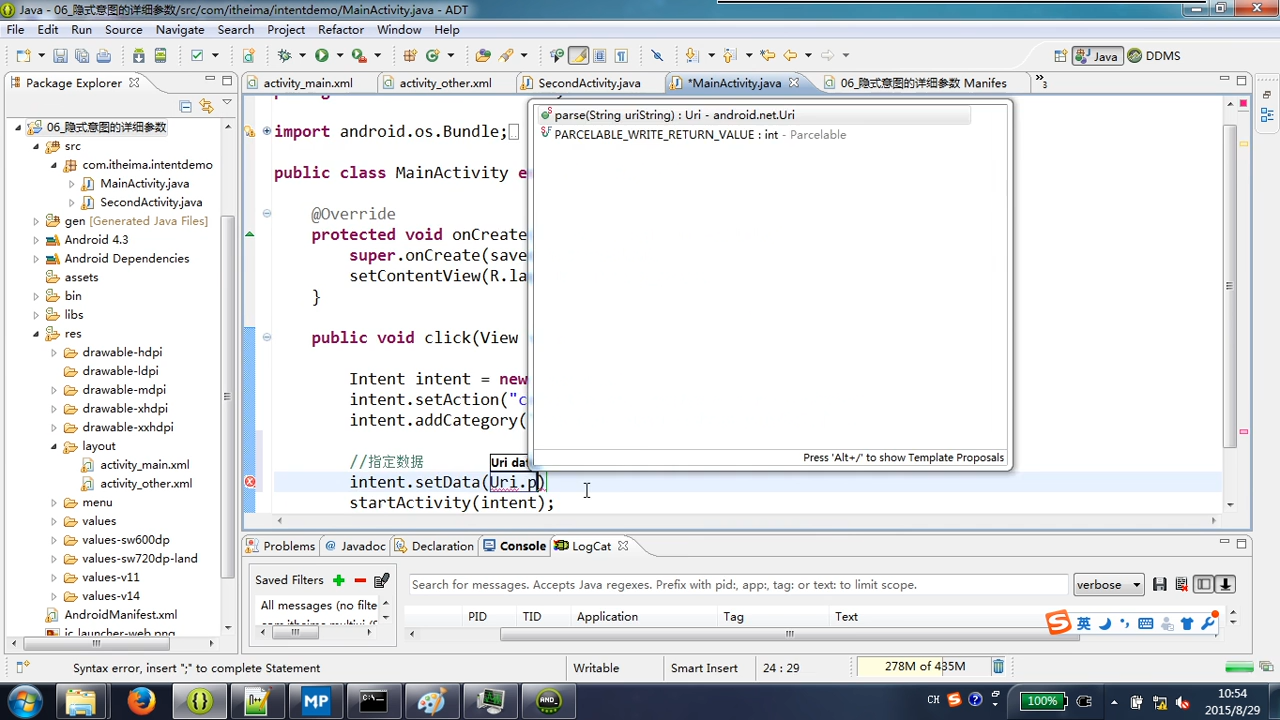 Java - 06_隐式意图的详细参数/src/com/itheima/intentdemo/MainActivity.java - ADT
File Edit Run Source Navigate Search Project Refactor Window Help
Java DDMS
Package Explorer
activity_main.xml
activity_other.xml
SecondActivity.java
*MainActivity.java
06_隐式意图的详细参数 Manifes
»3
06_隐式意图的详细参数
src
com.itheima.intentdemo
MainActivity.java
SecondActivity.java
gen [Generated Java Files]
Android 4.3
Android Dependencies
assets
bin
libs
res
drawable-hdpi
drawable-ldpi
drawable-mdpi
drawable-xhdpi
drawable-xxhdpi
layout
activity_main.xml
activity_other.xml
menu
values
values-sw600dp
values-sw720dp-land
values-v11
values-v14
AndroidManifest.xml
ic_launcher-web.png
import android.os.Bundle;
public class MainActivity e
@Override
protected void onCreate
super.onCreate(save
setContentView(R.la
}
public void click(View
Intent intent = new
intent.setAction("c
intent.addCategory(
//指定数据
Uri dat
intent.setData(Uri.p)
startActivity(intent);
parse(String uriString) : Uri - android.net.Uri
PARCELABLE_WRITE_RETURN_VALUE : int - Parcelable
Press 'Alt+/' to show Template Proposals
Problems @ Javadoc Declaration Console LogCat
Saved Filters
All messages (no filte
Search for messages. Accepts Java regexes. Prefix with pid:, app:, tag: or text: to limit scope.
verbose
PID TID Application Tag Text
英
Syntax error, insert ";" to complete Statement
Writable
Smart Insert
24 : 29
278M of 485M
MP
AND
CH
100%
10:54
2015/8/29